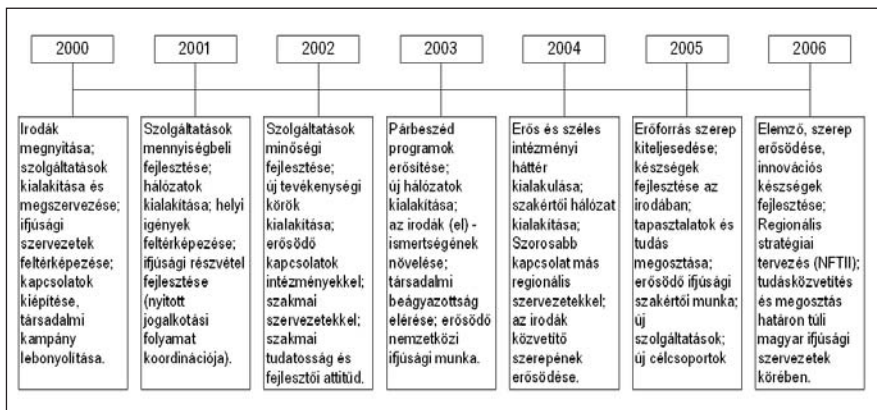 2000
2001
2002
2003
2004
2005
2006
Irodák
megnyitása;
szolgáltatások
kialakítása és
megszervezése;
ifjúsági
szervezetek
feltérképezése;
kapcsolatok
kiépítése,
társadalmi
kampány
lebonyolítása.
Szolgáltatások
mennyiségbeli
fejlesztése;
hálózatok
kialakítása; helyi
igények
feltérképezése;
ifjúsági részvétel
fejlesztése
(nyitott
jogalkotási
folyamat
koordinációja).
Szolgáltatások
minőségi
fejlesztése;
új tevékenységi
körök
kialakítása;
erősödő
kapcsolatok
intézményekkel;
szakmai
szervezetekkel;
szakmai
tudatosság és
fejlesztői attitűd.
Párbeszéd
programok
erősítése;
új hálózatok
kialakítása;
az irodák (el) -
ismertségének
növelése;
társadalmi
beágyazottság
elérése; erősödő
nemzetközi
ifjúsági munka.
Erős és széles
intézményi
háttér
kialakulása;
szakértői hálózat
kialakítása;
Szorosabb
kapcsolat más
regionális
szervezetekkel;
az irodák
közvetítő
szerepének
erősödése.
Erőforrás szerep
kiteljesedése;
készségek
fejlesztése az
irodában;
tapasztalatok és
tudás
megosztása;
erősödő ifjúsági
szakértői munka;
új
szolgáltatások;
új célcsoportok
Elemző, szerep
erősödése,
innovációs
készségek
fejlesztése;
Regionális
stratégiai
tervezés (NFTII);
tudásközvetítés
és megosztás
határon túli
magyar ifjúsági
szervezetek
körében.